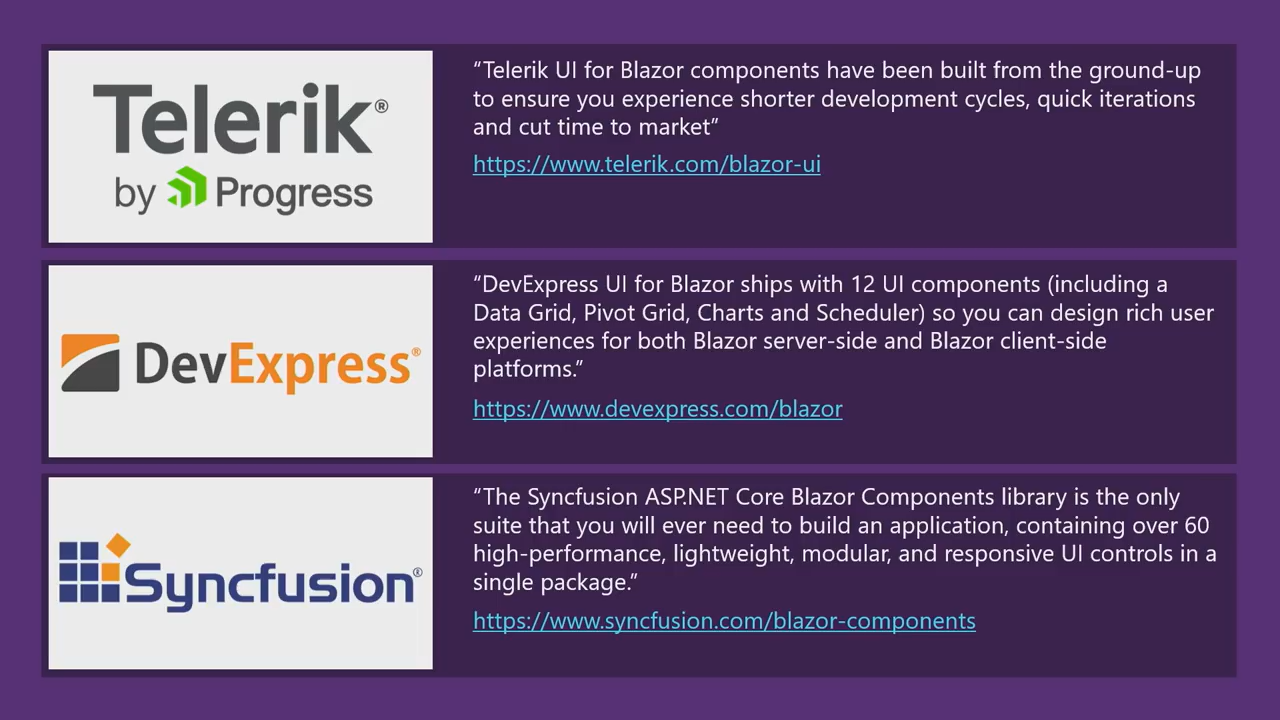 Telerik®
by Progress
“Telerik UI for Blazor components have been built from the ground-up
to ensure you experience shorter development cycles, quick iterations
and cut time to market”
https://www.telerik.com/blazor-ui
DevExpress®
“DevExpress UI for Blazor ships with 12 UI components (including a
Data Grid, Pivot Grid, Charts and Scheduler) so you can design rich user
experiences for both Blazor server-side and Blazor client-side
platforms.”
https://www.devexpress.com/blazor
Syncfusion®
“The Syncfusion ASP.NET Core Blazor Components library is the only
suite that you will ever need to build an application, containing over 60
high-performance, lightweight, modular, and responsive UI controls in a
single package.”
https://www.syncfusion.com/blazor-components